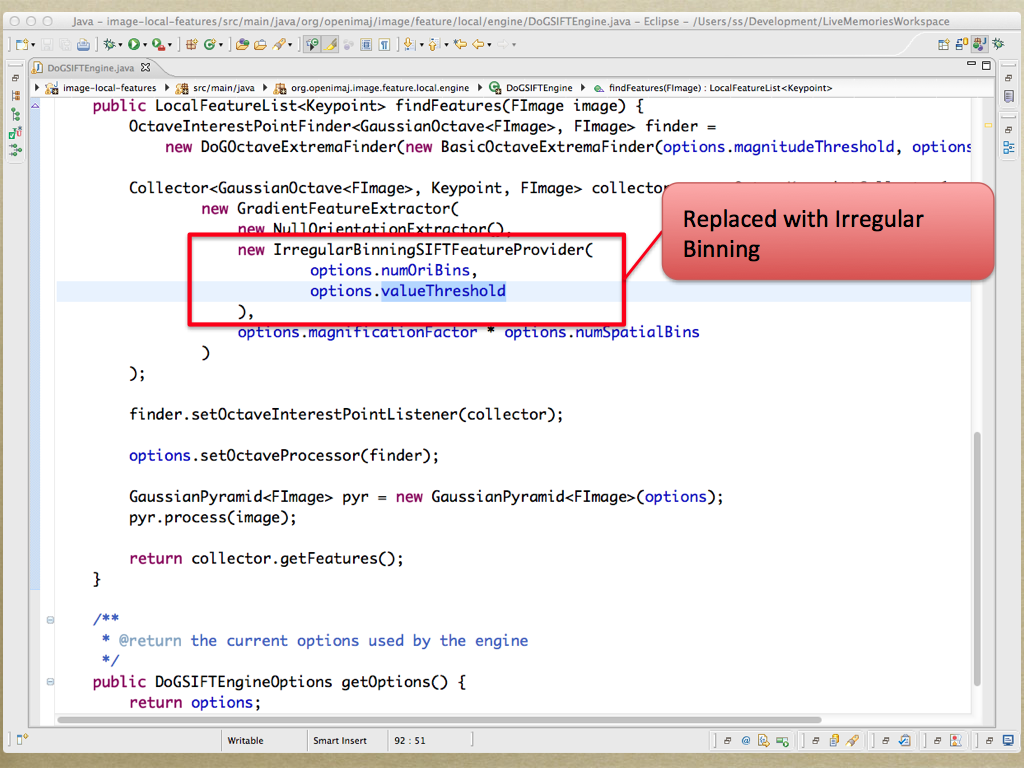 Java – image-local-features/src/main/java/org/openimaj/image/feature/local/engine/DoGSIFTEngine.java – Eclipse – /Users/ss/Development/LiveMemoriesWorkspace
DoGSIFTEngine.java
image-local-features src/main/java org.openimaj.image.feature.local.engine DoGSIFTEngine findFeatures(FImage) : LocalFeatureList<Keypoint>
public LocalFeatureList<Keypoint> findFeatures(FImage image) {
OctaveInterestPointFinder<GaussianOctave<FImage>, FImage> finder =
new DoGOctaveExtremaFinder(new BasicOctaveExtremaFinder(options.magnitudeThreshold, options
Collector<GaussianOctave<FImage>, Keypoint, FImage> collector
new GradientFeatureExtractor(
new NullOrientationExtractor(),
new IrregularBinningSIFTFeatureProvider(
options.numOriBins,
options.valueThreshold
),
options.magnificationFactor * options.numSpatialBins
)
);
Replaced with Irregular
Binning
finder.setOctaveInterestPointListener(collector);
options.setOctaveProcessor(finder);
GaussianPyramid<FImage> pyr = new GaussianPyramid<FImage>(options);
pyr.process(image);
return collector.getFeatures();
}
/**
* @return the current options used by the engine
*/
public DoGSIFTEngineOptions getOptions() {
return options;
Writable Smart Insert 92 : 51